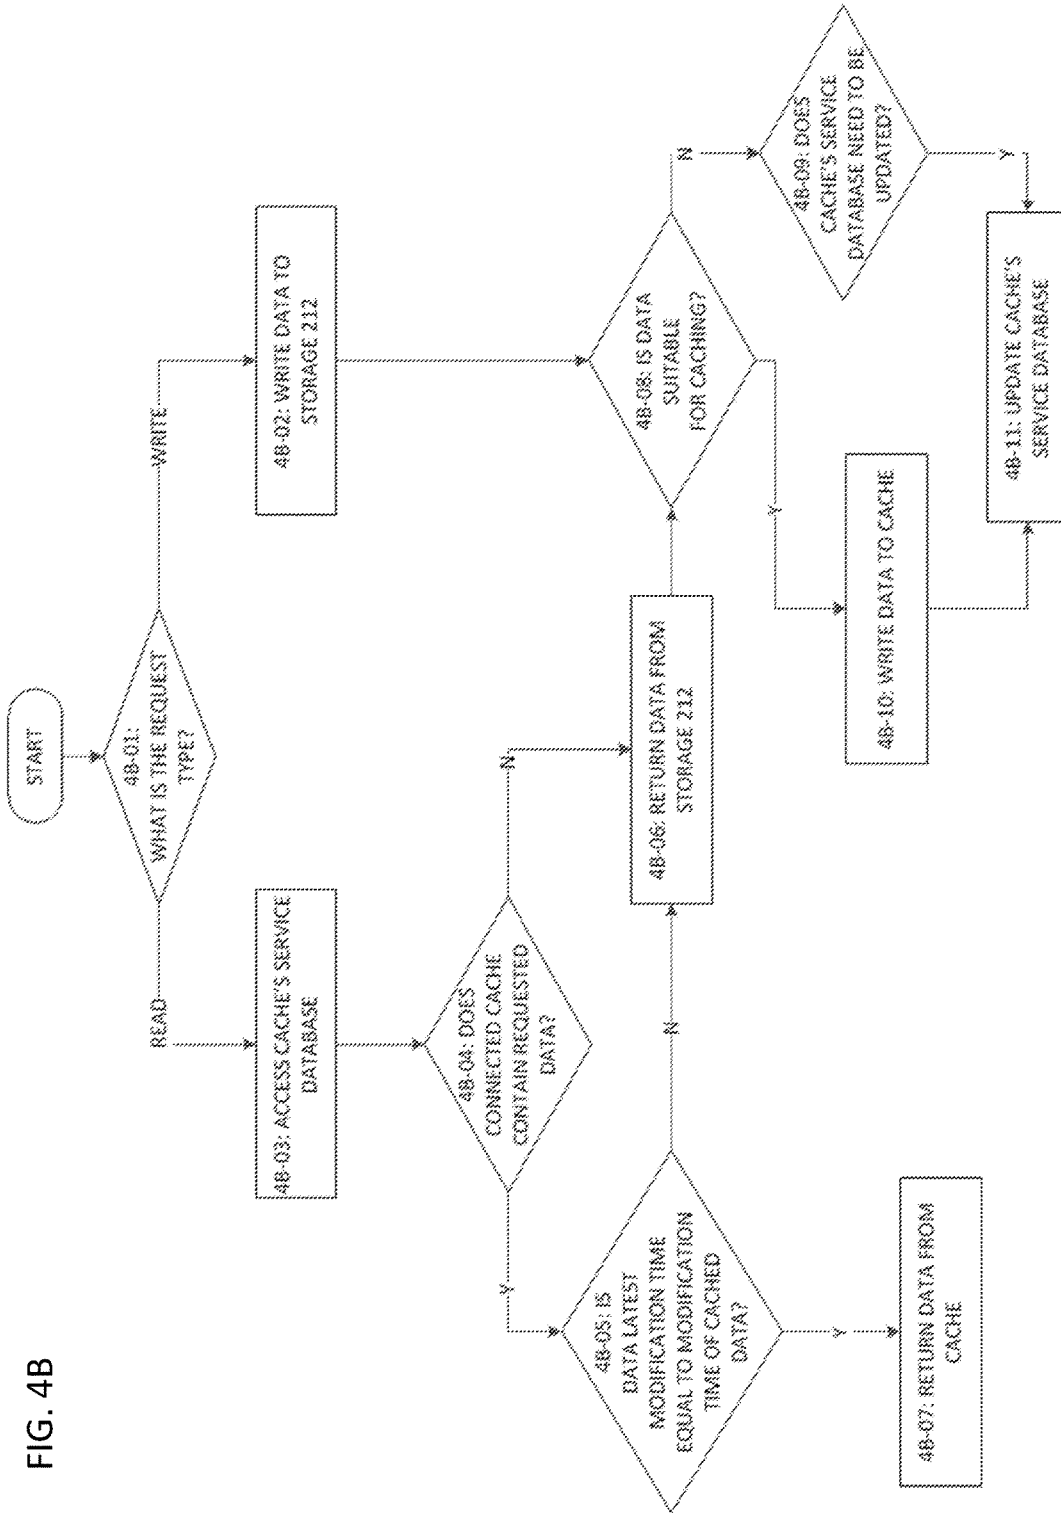 FIG. 4B
START
4B-01:
WHAT IS THE REQUEST
TYPE?
READ
WRITE
4B-03: ACCESS CACHE'S SERVICE
DATABASE
4B-02: WRITE DATA TO
STORAGE 212
4B-04: DOES
CONNECTED CACHE
CONTAIN REQUESTED
DATA?
Y
N
4B-05: IS
DATA LATEST
MODIFICATION TIME
EQUAL TO MODIFICATION
TIME OF CACHED
DATA?
N
Y
4B-06: RETURN DATA FROM
STORAGE 212
4B-08: IS DATA
SUITABLE
FOR CACHING?
Y
N
4B-09: DOES
CACHE'S SERVICE
DATABASE NEED TO BE
UPDATED?
Y
4B-07: RETURN DATA FROM
CACHE
4B-10: WRITE DATA TO CACHE
4B-11: UPDATE CACHE'S
SERVICE DATABASE